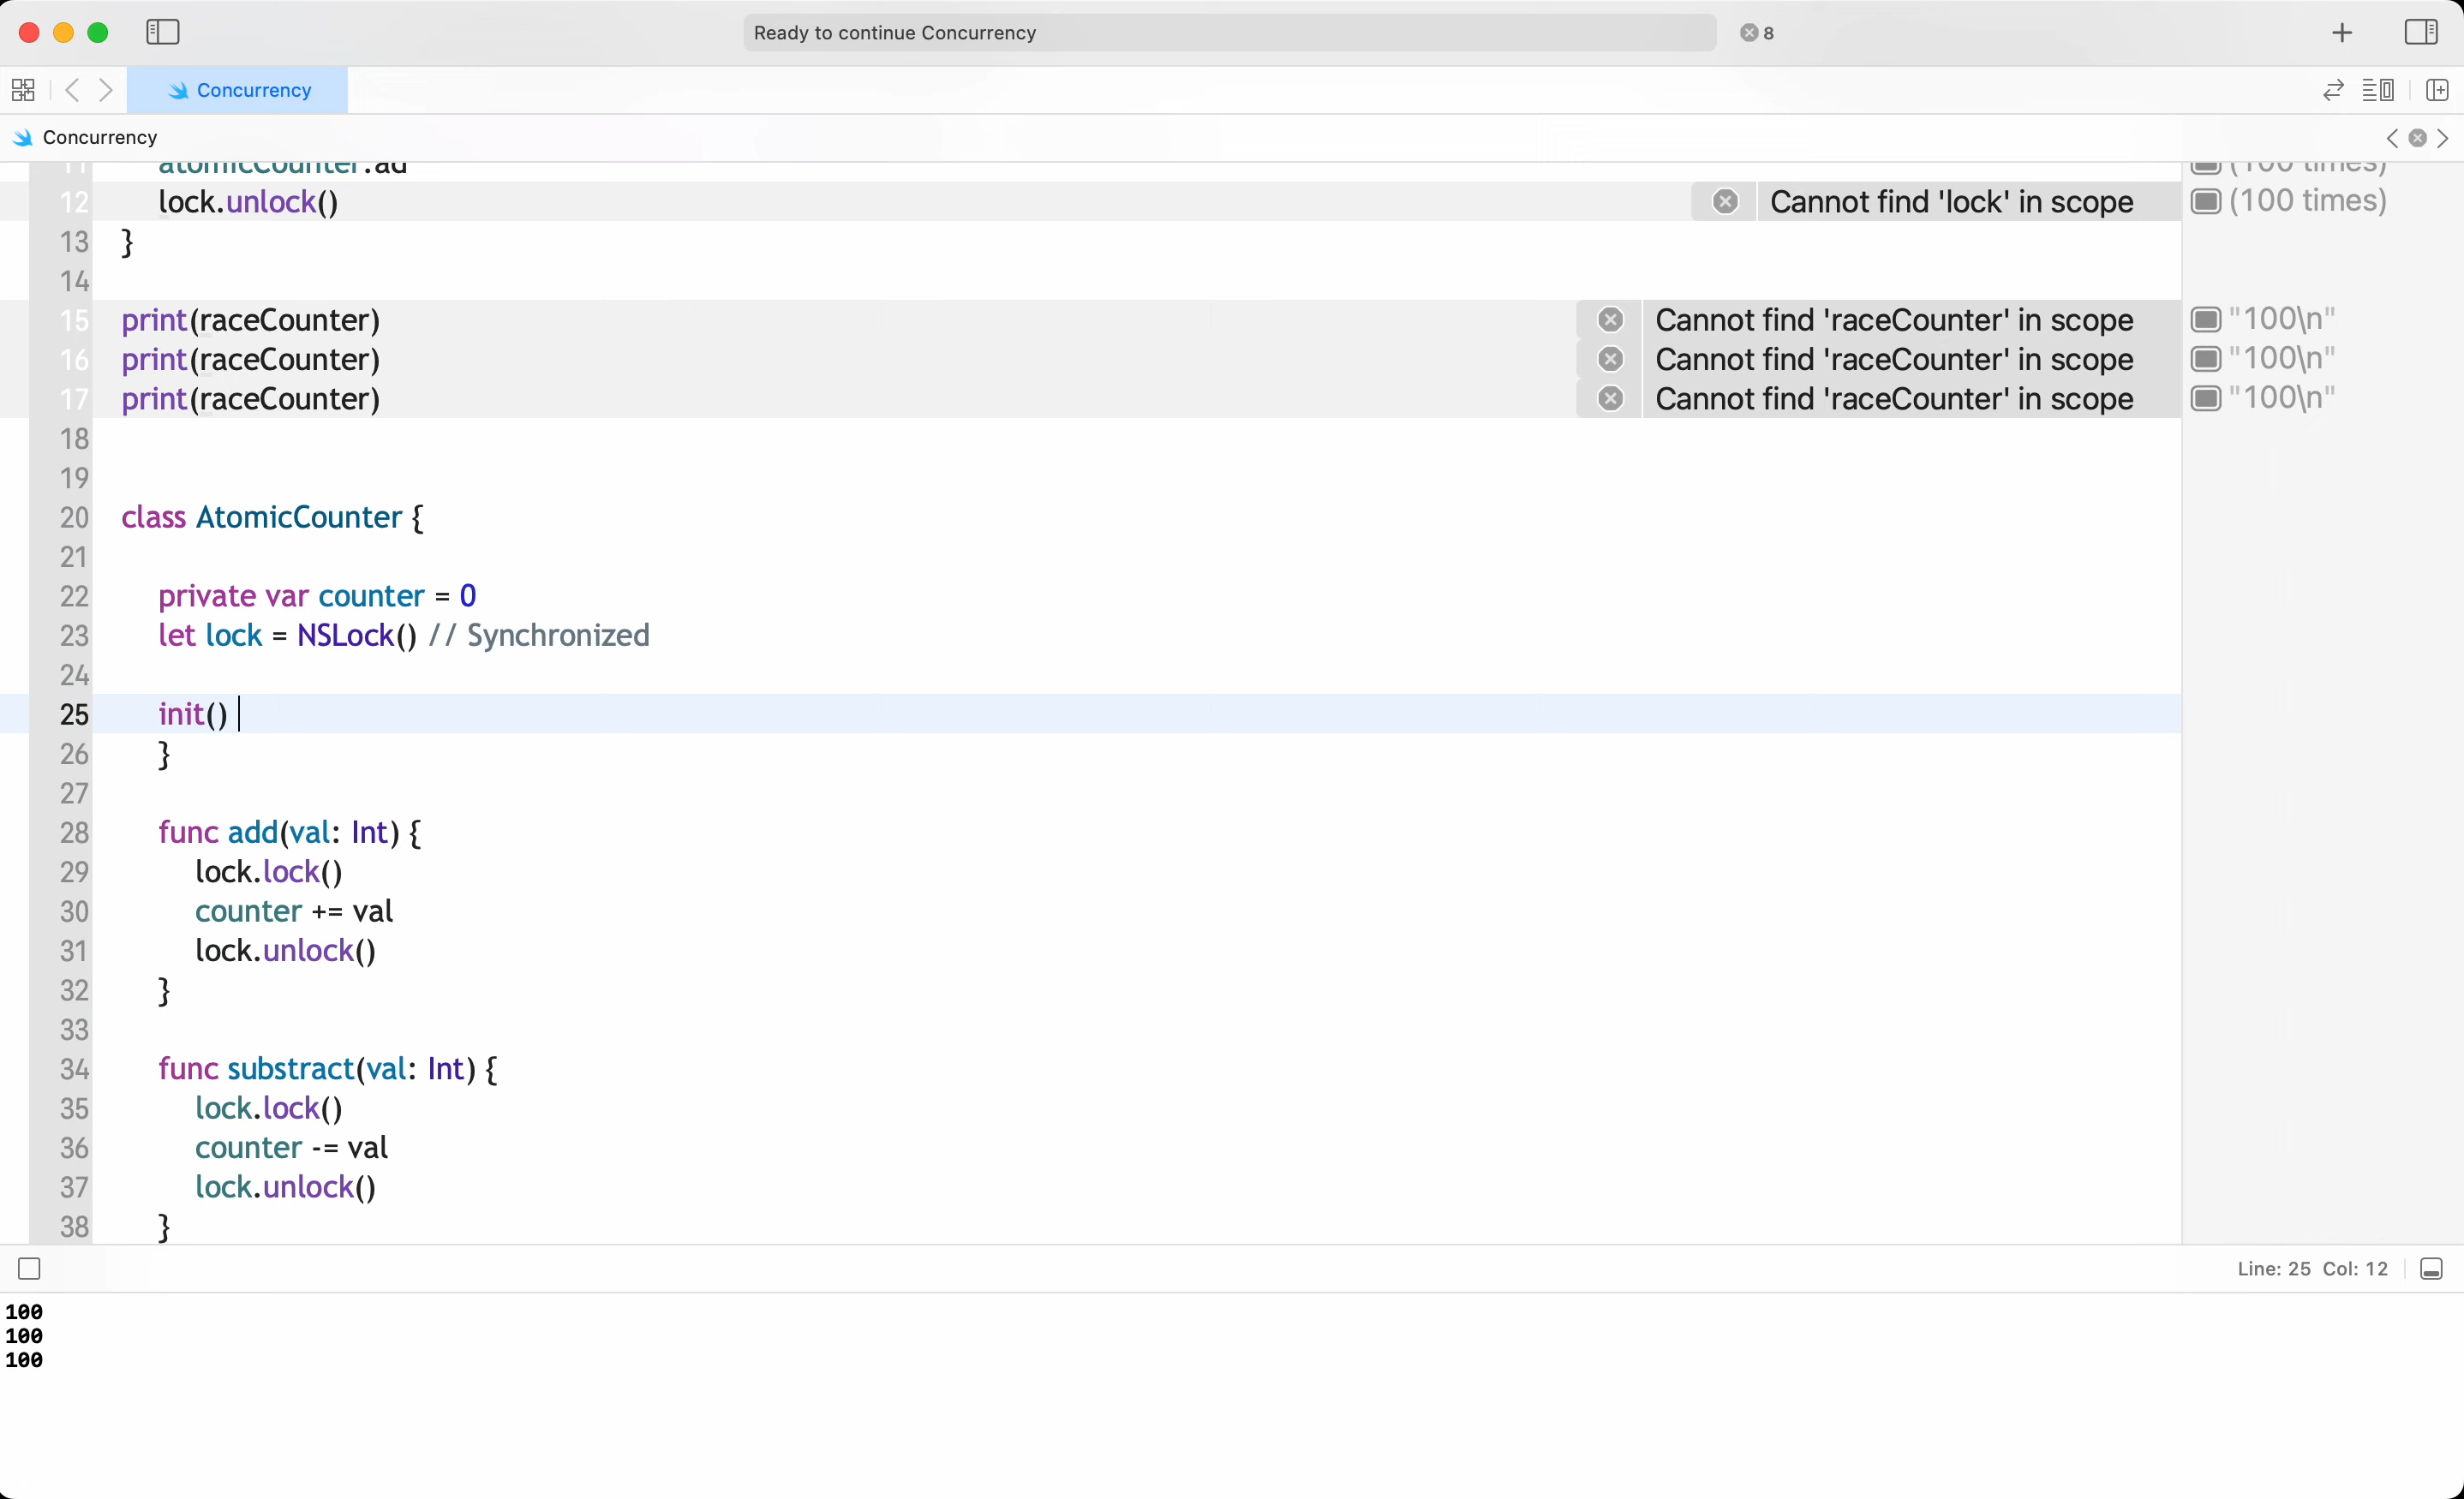 Ready to continue Concurrency
8
Concurrency
Concurrency
11 atomicCounter.ad (100 times)
12 lock.unlock() Cannot find 'lock' in scope (100 times)
13 }
14
15 print(raceCounter) Cannot find 'raceCounter' in scope "100\n"
16 print(raceCounter) Cannot find 'raceCounter' in scope "100\n"
17 print(raceCounter) Cannot find 'raceCounter' in scope "100\n"
18
19
20 class AtomicCounter {
21
22 private var counter = 0
23 let lock = NSLock() // Synchronized
24
25 init()
26 }
27
28 func add(val: Int) {
29 lock.lock()
30 counter += val
31 lock.unlock()
32 }
33
34 func substract(val: Int) {
35 lock.lock()
36 counter -= val
37 lock.unlock()
38 }
Line: 25 Col: 12
100
100
100